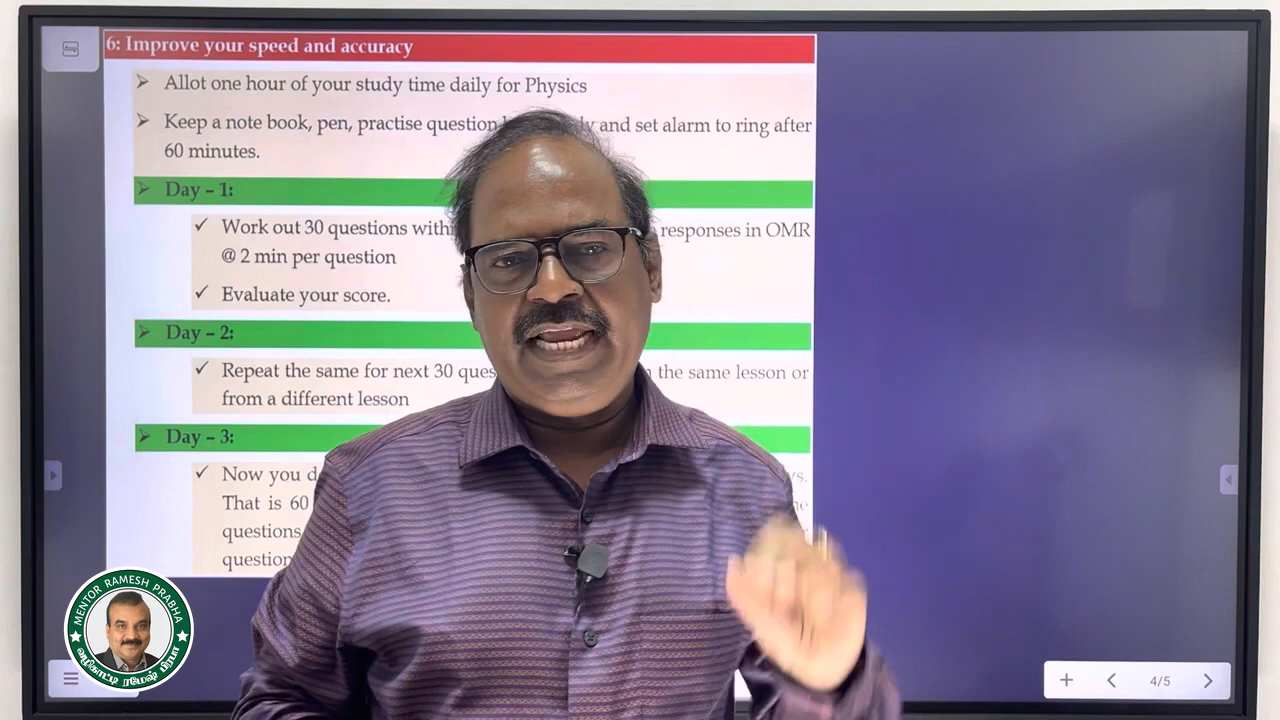 6: Improve your speed and accuracy
➢ Allot one hour of your study time daily for Physics
➢ Keep a note book, pen, practise question and set alarm to ring after
60 minutes.
➢ Day – 1:
✓ Work out 30 questions responses in OMR
@ 2 min per question
✓ Evaluate your score.
➢ Day – 2:
✓ Repeat the same for next 30 the same lesson or
from a different lesson
➢ Day – 3:
✓ Now you
That is 60
questions
MENTOR RAMESH PRABHA
வழிகாட்டி ரமேஷ் பிரபா
4/5